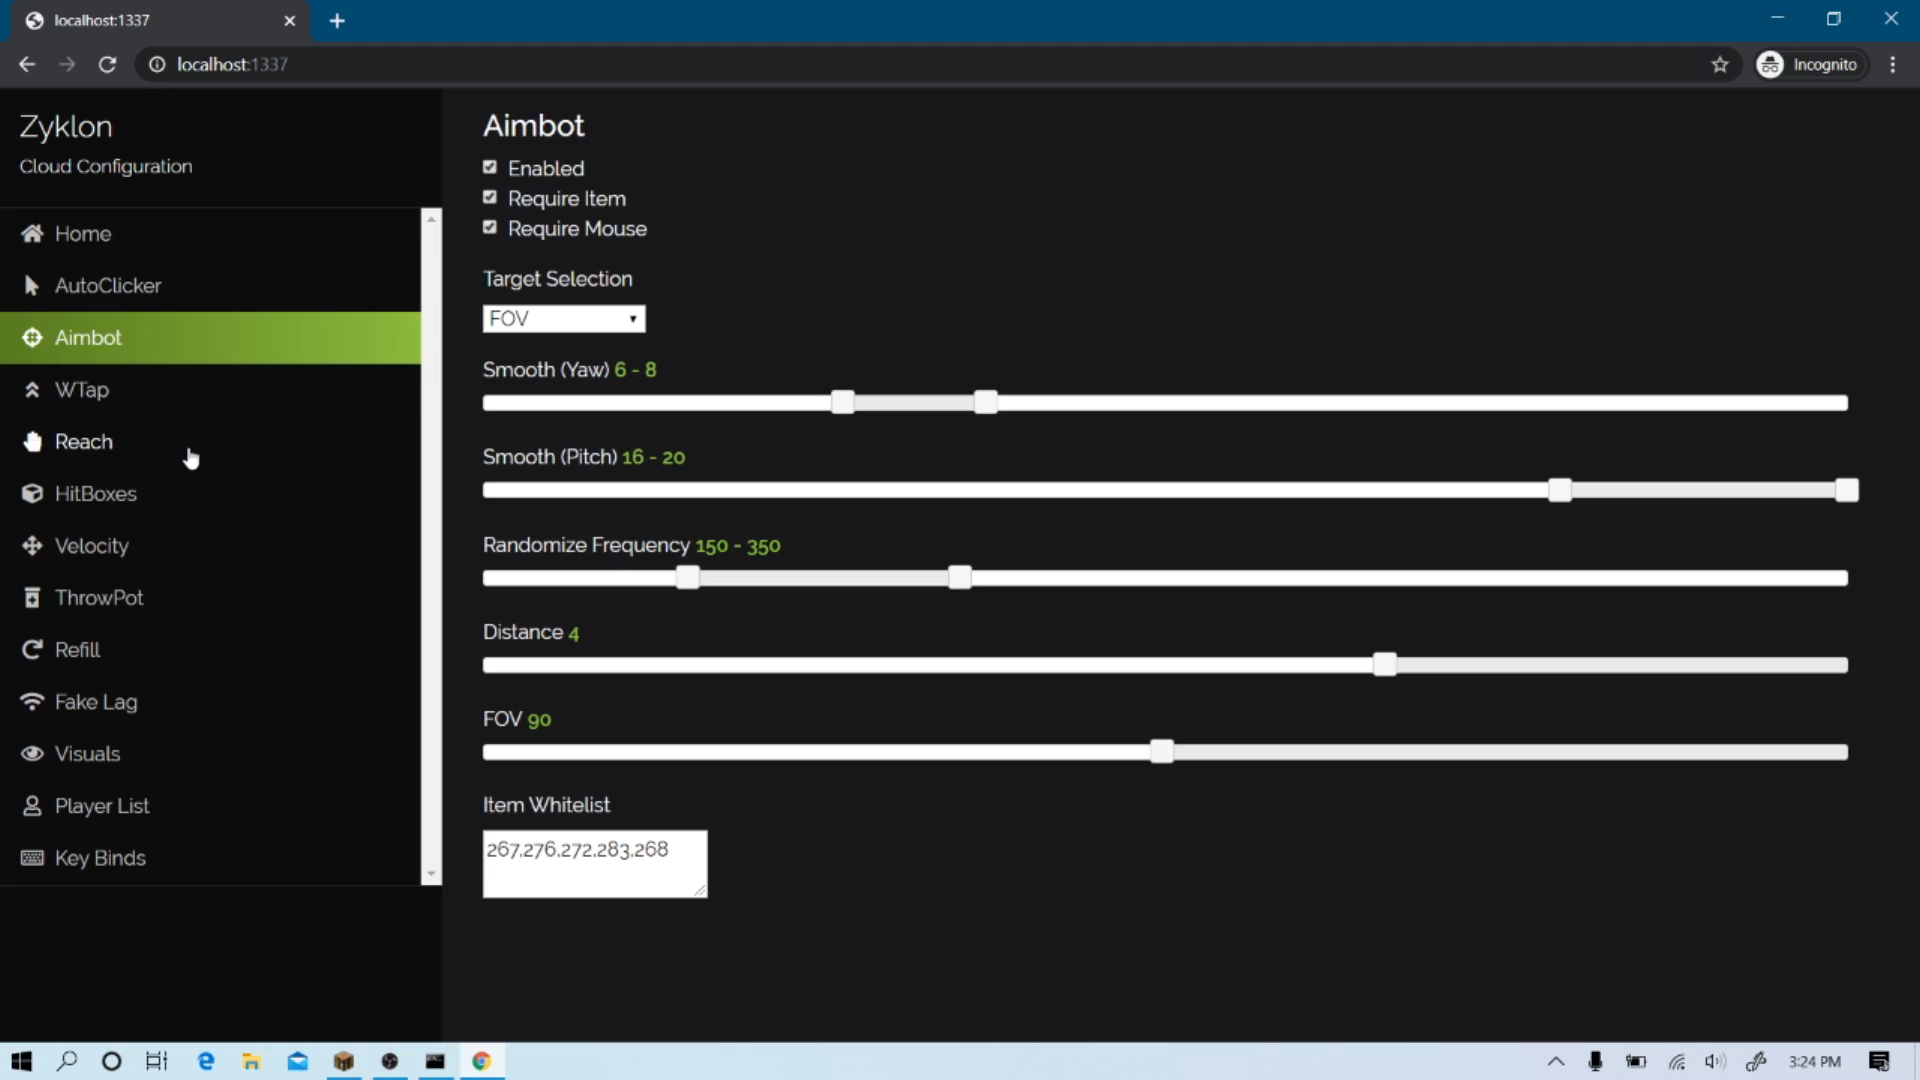 localhost:1337
localhost:1337
Incognito
Zyklon
Cloud Configuration
Home
AutoClicker
Aimbot
WTap
Reach
HitBoxes
Velocity
ThrowPot
Refill
Fake Lag
Visuals
Player List
Key Binds
Aimbot
Enabled
Require Item
Require Mouse
Target Selection
FOV
Smooth (Yaw) 6 - 8
Smooth (Pitch) 16 - 20
Randomize Frequency 150 - 350
Distance 4
FOV 90
Item Whitelist
267,276,272,283,268
3:24 PM